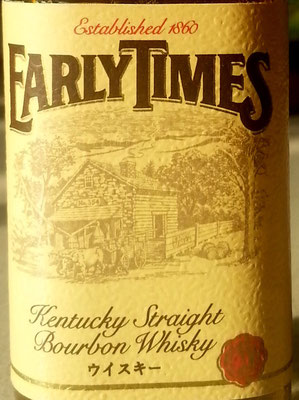 Established 1860
EARLY TIMES
Kentucky Straight
Bourbon Whisky
ウイスキー